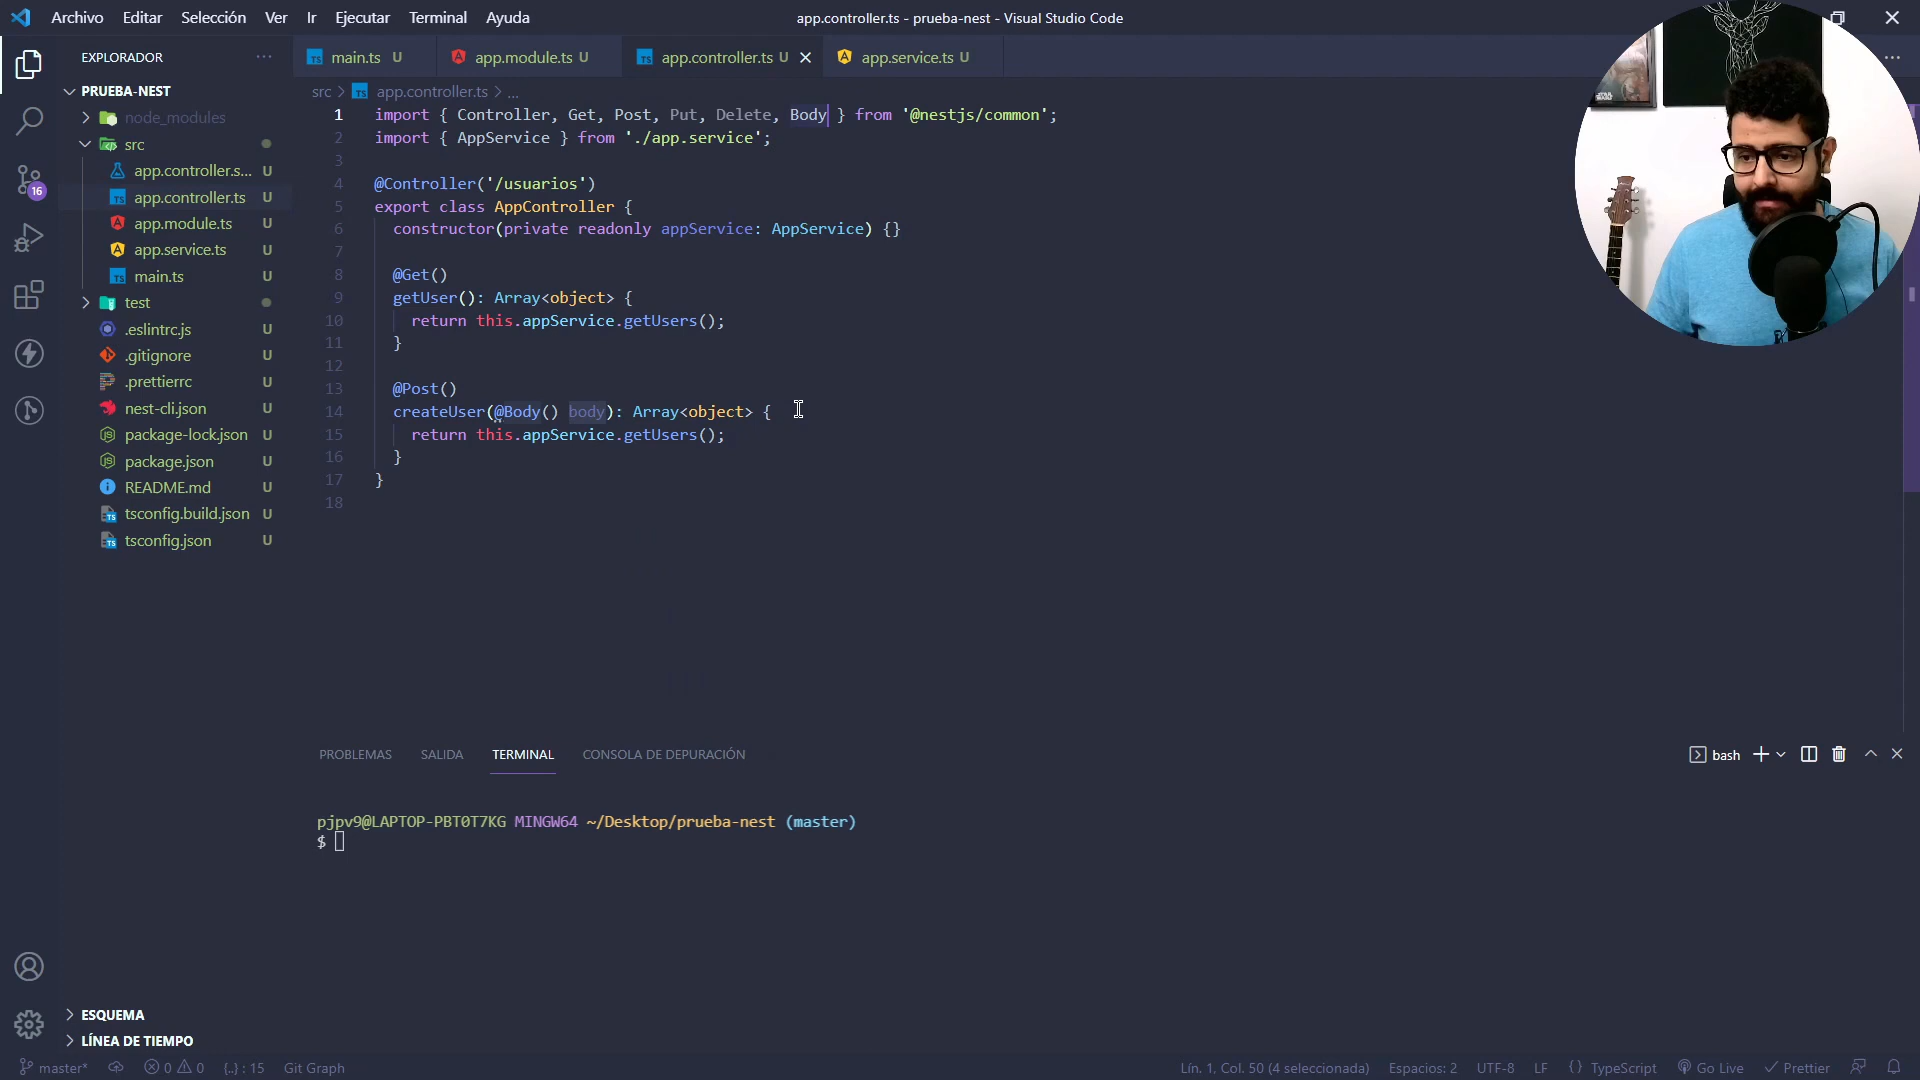 Archivo Editar Selección Ver Ir Ejecutar Terminal Ayuda
app.controller.ts - prueba-nest - Visual Studio Code
EXPLORADOR ···
main.ts U
app.module.ts U
app.controller.ts U
app.service.ts U
PRUEBA-NEST
node_modules
src
app.controller.s... U
app.controller.ts U
app.module.ts U
app.service.ts U
main.ts U
test
.eslintrc.js U
.gitignore U
.prettierrc U
nest-cli.json U
package-lock.json U
package.json U
README.md U
tsconfig.build.json U
tsconfig.json U
16
src > app.controller.ts > ...
1 import { Controller, Get, Post, Put, Delete, Body } from '@nestjs/common';
2 import { AppService } from './app.service';
3
4 @Controller('/usuarios')
5 export class AppController {
6 constructor(private readonly appService: AppService) {}
7
8 @Get()
9 getUser(): Array<object> {
10 return this.appService.getUsers();
11 }
12
13 @Post()
14 createUser(@Body() body): Array<object> {
15 return this.appService.getUsers();
16 }
17 }
18
PROBLEMAS SALIDA TERMINAL CONSOLA DE DEPURACIÓN
bash
pjpv9@LAPTOP-PBT0T7KG MINGW64 ~/Desktop/prueba-nest (master)
$
ESQUEMA
LÍNEA DE TIEMPO
master* 0 0 {..} : 15 Git Graph
Lín. 1, Col. 50 (4 seleccionada) Espacios: 2 UTF-8 LF { } TypeScript Go Live Prettier